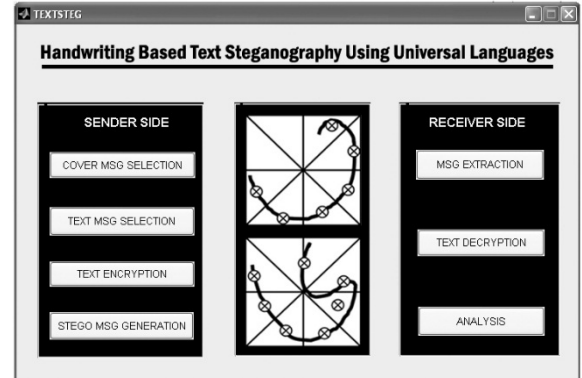 TEXTSTEG
Handwriting Based Text Steganography Using Universal Languages
SENDER SIDE
COVER MSG SELECTION
TEXT MSG SELECTION
TEXT ENCRYPTION
STEGO MSG GENERATION
RECEIVER SIDE
MSG EXTRACTION
TEXT DECRYPTION
ANALYSIS